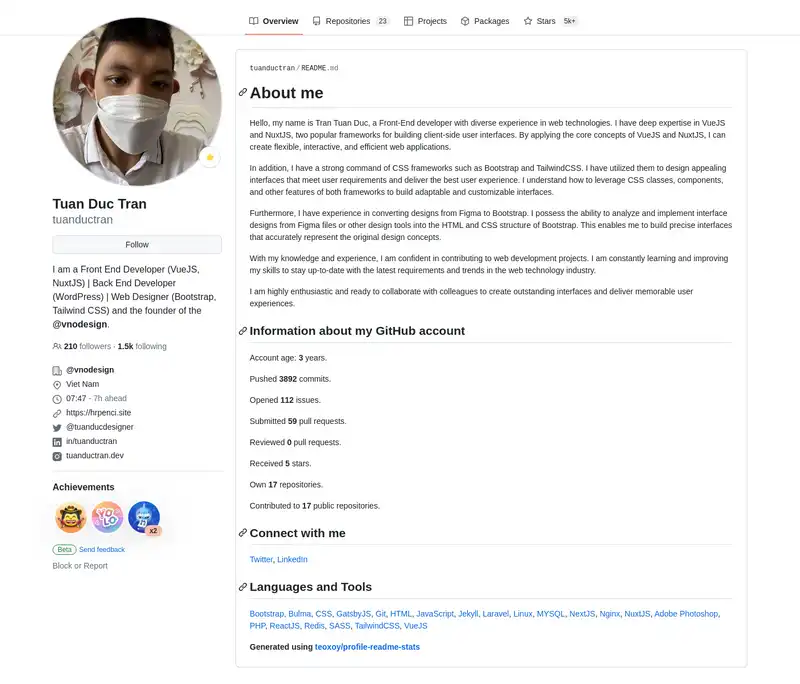 Overview
Repositories 23
Projects
Packages
Stars 5k+
tuanductran / README.md
About me
Hello, my name is Tran Tuan Duc, a Front-End developer with diverse experience in web technologies. I have deep expertise in VueJS
and NuxtJS, two popular frameworks for building client-side user interfaces. By applying the core concepts of VueJS and NuxtJS, I can
create flexible, interactive, and efficient web applications.
In addition, I have a strong command of CSS frameworks such as Bootstrap and TailwindCSS. I have utilized them to design appealing
interfaces that meet user requirements and deliver the best user experience. I understand how to leverage CSS classes, components,
and other features of both frameworks to build adaptable and customizable interfaces.
Furthermore, I have experience in converting designs from Figma to Bootstrap. I possess the ability to analyze and implement interface
designs from Figma files or other design tools into the HTML and CSS structure of Bootstrap. This enables me to build precise interfaces
that accurately represent the original design concepts.
With my knowledge and experience, I am confident in contributing to web development projects. I am constantly learning and improving
my skills to stay up-to-date with the latest requirements and trends in the web technology industry.
I am highly enthusiastic and ready to collaborate with colleagues to create outstanding interfaces and deliver memorable user
experiences.
Information about my GitHub account
Account age: 3 years.
Pushed 3892 commits.
Opened 112 issues.
Submitted 59 pull requests.
Reviewed 0 pull requests.
Received 5 stars.
Own 17 repositories.
Contributed to 17 public repositories.
Connect with me
Twitter, LinkedIn
Languages and Tools
Bootstrap, Bulma, CSS, GatsbyJS, Git, HTML, JavaScript, Jekyll, Laravel, Linux, MYSQL, NextJS, Nginx, NuxtJS, Adobe Photoshop,
PHP, ReactJS, Redis, SASS, TailwindCSS, VueJS
Generated using teoxoy/profile-readme-stats
Tuan Duc Tran
tuanductran
Follow
I am a Front End Developer (VueJS,
NuxtJS) | Back End Developer
(WordPress) | Web Designer (Bootstrap,
Tailwind CSS) and the founder of the
@vnodesign.
210 followers · 1.5k following
@vnodesign
Viet Nam
07:47 - 7h ahead
https://hrpenci.site
@tuanducdesigner
in/tuanductran
tuanductran.dev
Achievements
YOLO
x2
Beta Send feedback
Block or Report